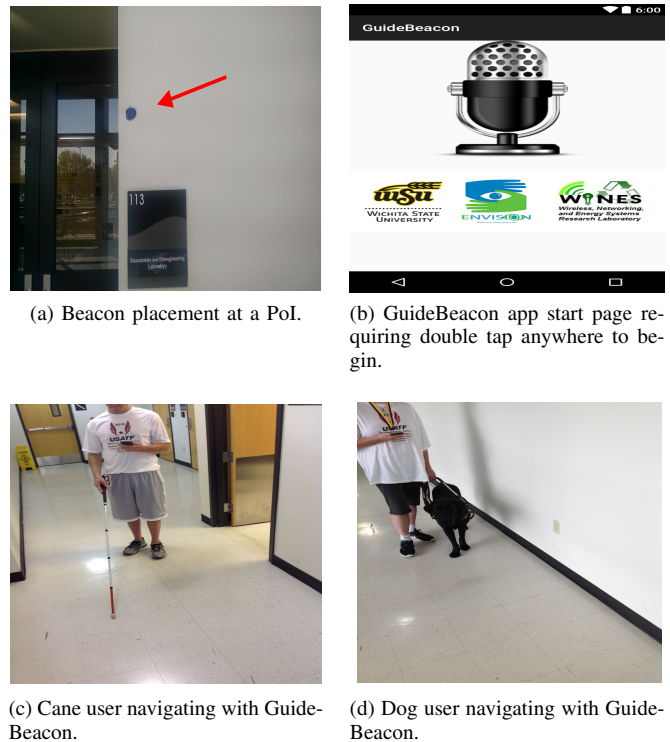 113
Biomaterials and Bioengineering
Laboratory
(a) Beacon placement at a PoI.
6:00
GuideBeacon
WSU
WICHITA STATE
UNIVERSITY
ENVISION
WiNES
Wireless, Networking,
and Energy Systems
Research Laboratory
(b) GuideBeacon app start page re-
quiring double tap anywhere to be-
gin.
USATF
(c) Cane user navigating with Guide-
Beacon.
USATF
(d) Dog user navigating with Guide-
Beacon.